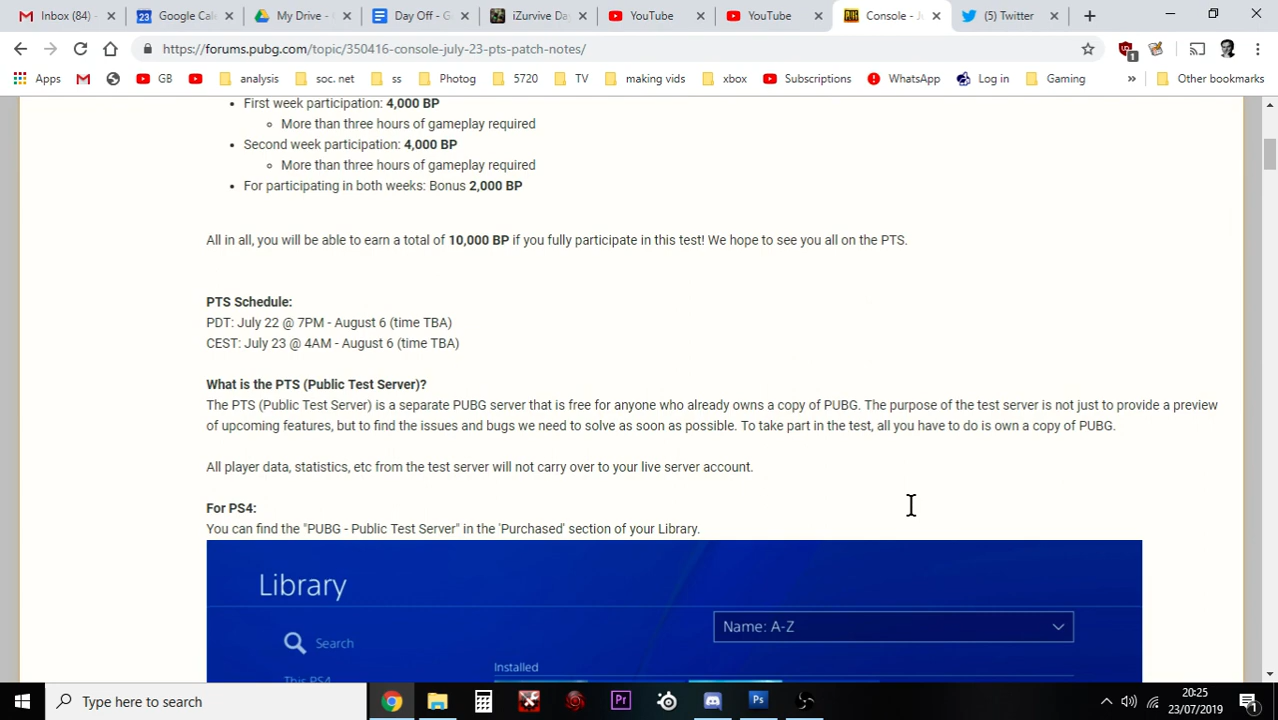 Inbox (84) -
Google Cal
My Drive -
Day Off - G
iZurvive Da
YouTube
YouTube
Console - J
(5) Twitter
https://forums.pubg.com/topic/350416-console-july-23-pts-patch-notes/
Apps
GB
analysis
soc. net
ss
Photog
5720
TV
making vids
xbox
Subscriptions
WhatsApp
Log in
Gaming
»
Other bookmarks
First week participation: 4,000 BP
More than three hours of gameplay required
Second week participation: 4,000 BP
More than three hours of gameplay required
For participating in both weeks: Bonus 2,000 BP
All in all, you will be able to earn a total of 10,000 BP if you fully participate in this test! We hope to see you all on the PTS.
PTS Schedule:
PDT: July 22 @ 7PM - August 6 (time TBA)
CEST: July 23 @ 4AM - August 6 (time TBA)
What is the PTS (Public Test Server)?
The PTS (Public Test Server) is a separate PUBG server that is free for anyone who already owns a copy of PUBG. The purpose of the test server is not just to provide a preview
of upcoming features, but to find the issues and bugs we need to solve as soon as possible. To take part in the test, all you have to do is own a copy of PUBG.
All player data, statistics, etc from the test server will not carry over to your live server account.
For PS4:
You can find the "PUBG - Public Test Server" in the 'Purchased' section of your Library.
Library
Name: A-Z
Search
Installed
This PS4
Type here to search
20:25
23/07/2019